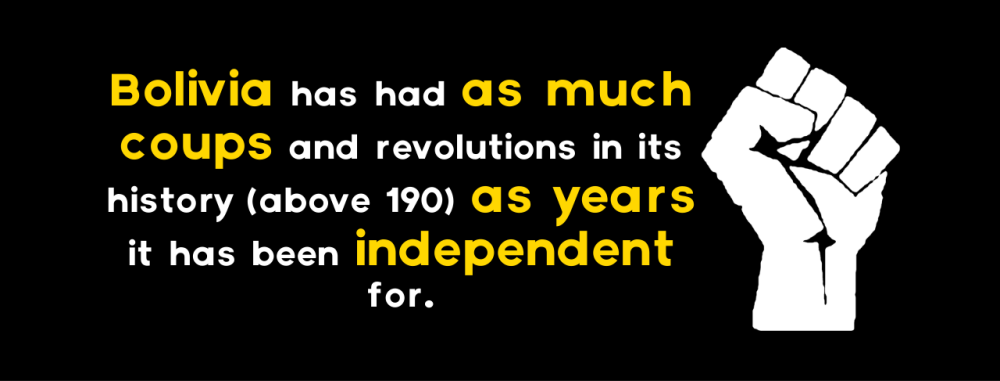 Bolivia has had as much
coups and revolutions in its
history (above 190) as years
it has been independent
for.